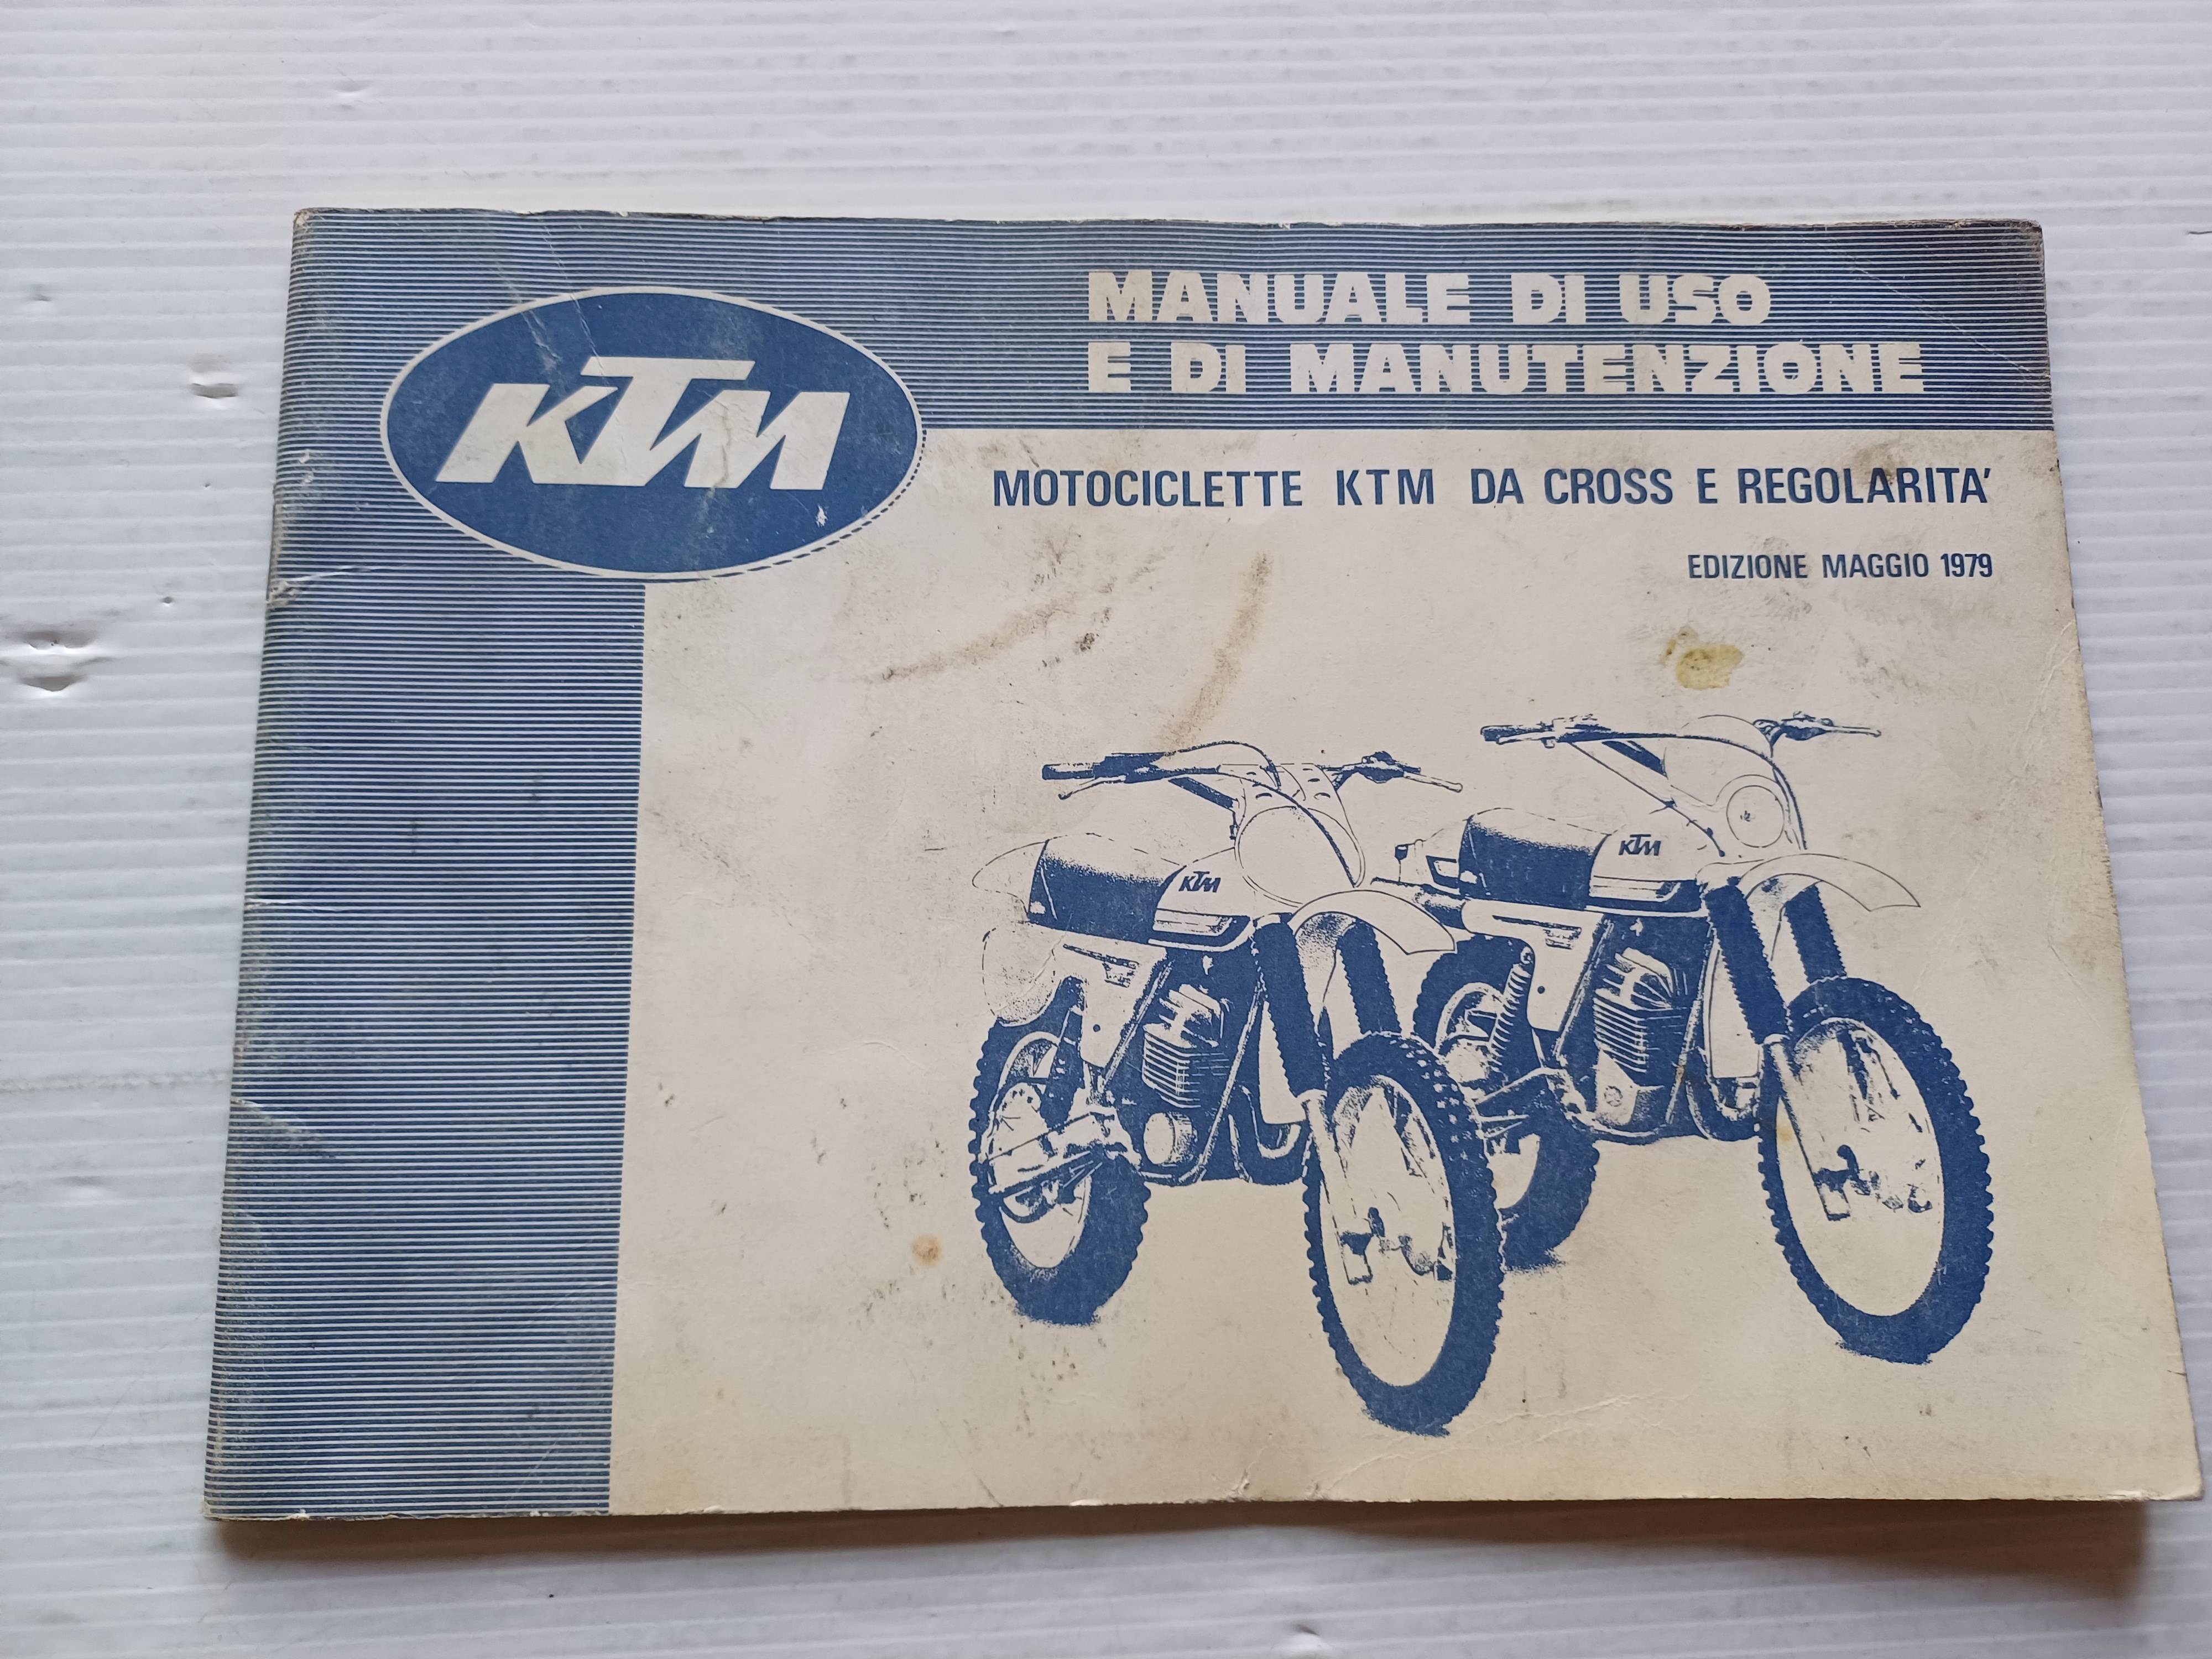 KTM
MANUALE DI USO
E DI MANUTENZIONE
MOTOCICLETTE KTM DA CROSS E REGOLARITA'
EDIZIONE MAGGIO 1979
KTM
KTM